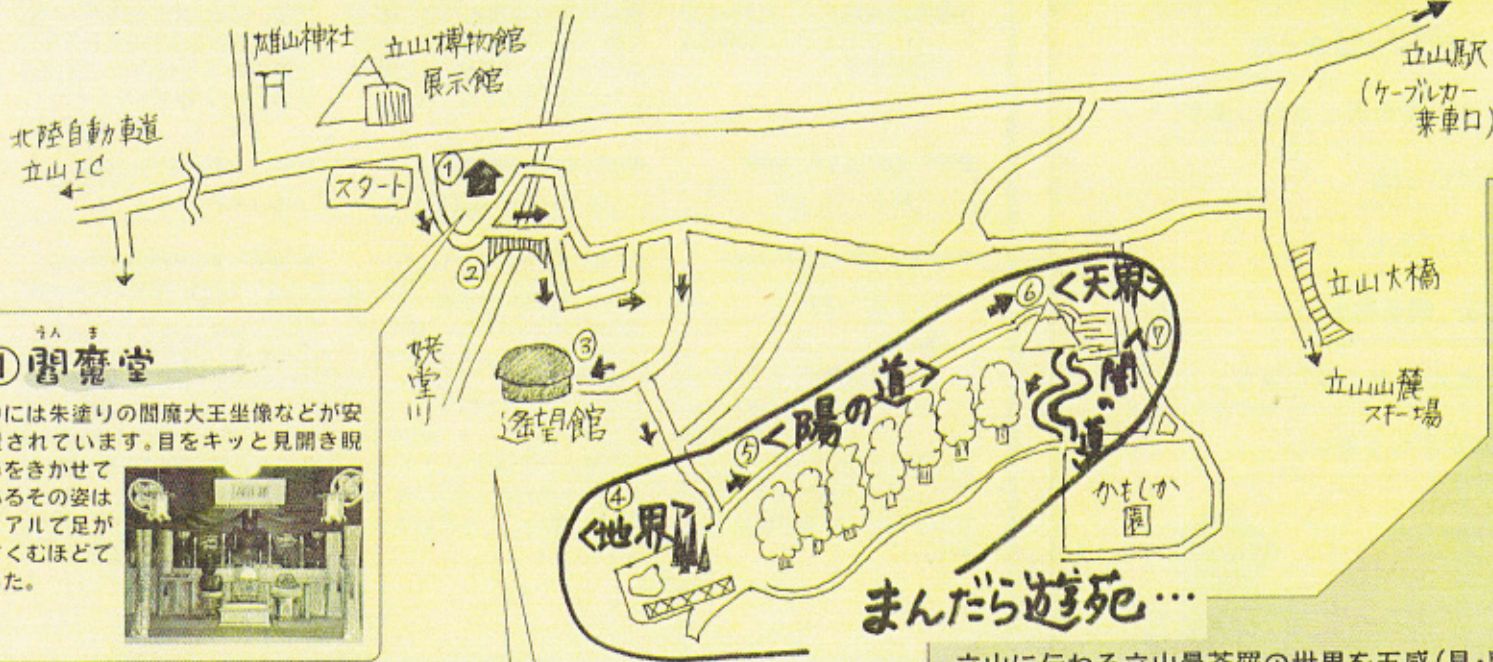 雄山神社
立山博物館
展示館
北陸自動車道
立山IC
スタート
①
②
姥堂川
③
遙望館
立山駅
(ケーブルカー
乗車口)
立山大橋
立山山麓
スキー場
⑥
<天界>
⑦
<闇の道>
⑤
<陽の道>
④
<地界>
かもしか
園
まんだら遊苑…
えんま
①閻魔堂
には朱塗りの閻魔大王坐像などが安
されています。目をキッと見開き睨
をきかせて
るその姿は
アルで足が
くむほどで
た。
立山に伝わる立山曼荼羅の世界を五感(見・